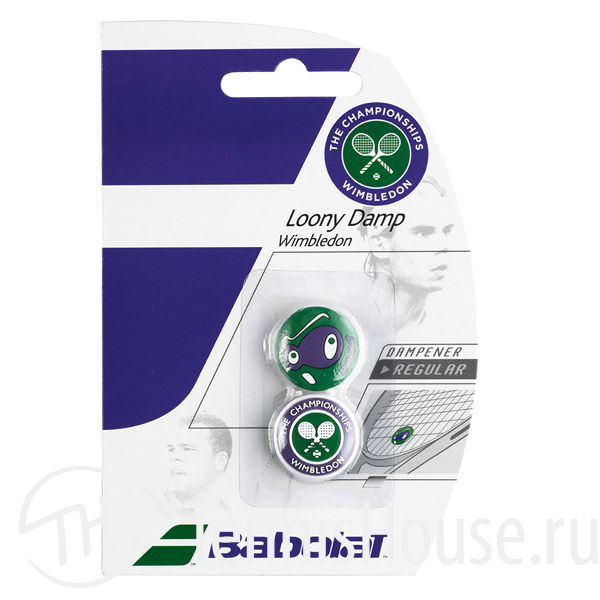 THE CHAMPIONSHIPS
WIMBLEDON
Loony Damp
Wimbledon
DAMPENER
REGULAR
THE CHAMPIONSHIPS
WIMBLEDON
Babolat
House.ru